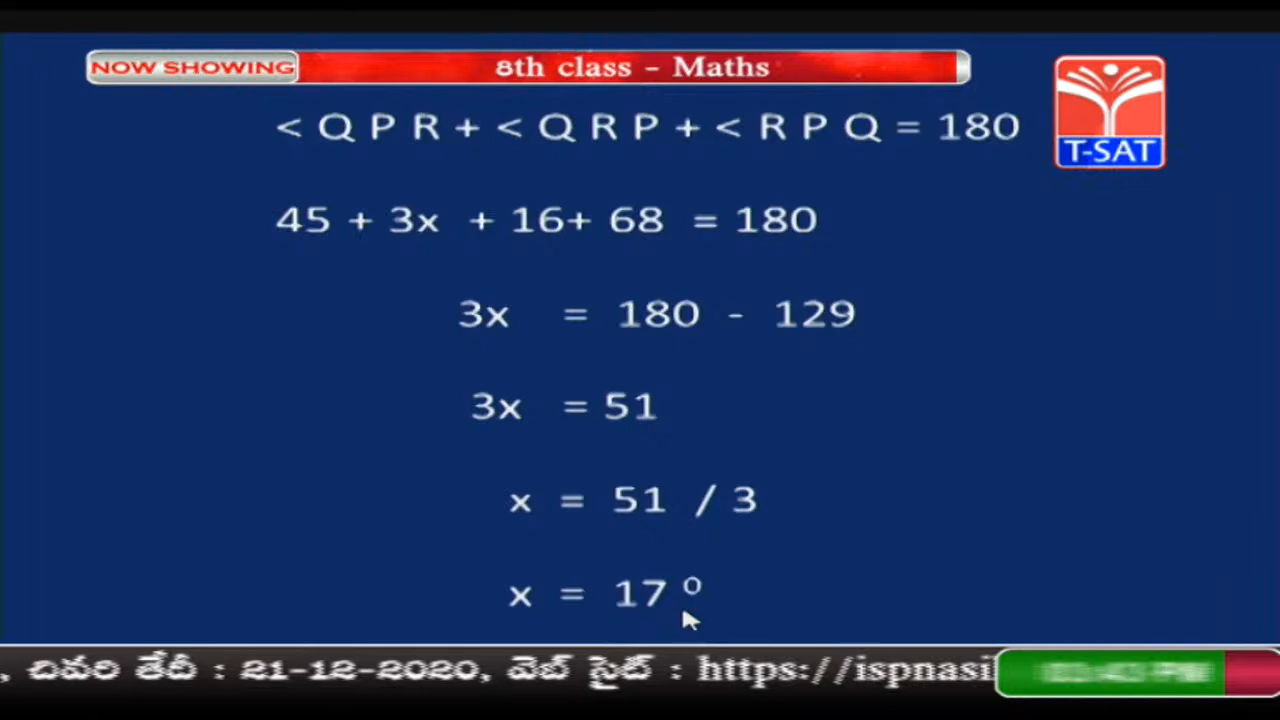 NOW SHOWING
8th class - Maths
T-SAT
< Q P R + < Q R P + < R P Q = 180
45 + 3x + 16+ 68 = 180
3x = 180 - 129
3x = 51
x = 51 / 3
x = 17 º
, చివరి తేదీ : 21-12-2020, వెబ్ సైట్ : https://ispnasi